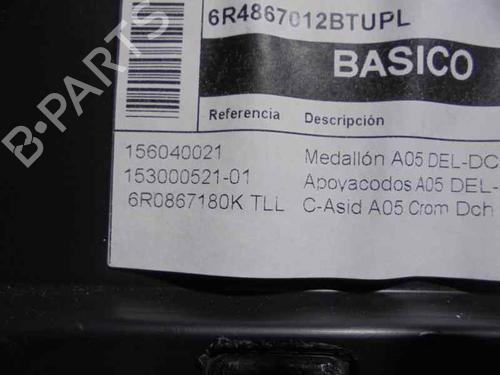 6R4867012BTUPL
BASICO
Referencia Descripción
156040021 Medallón A05 DEL-DC
153000521-01 Apoyacodos A05 DEL-
6R0867180K TLL C-Asid A05 Crom Dch
B-PARTS